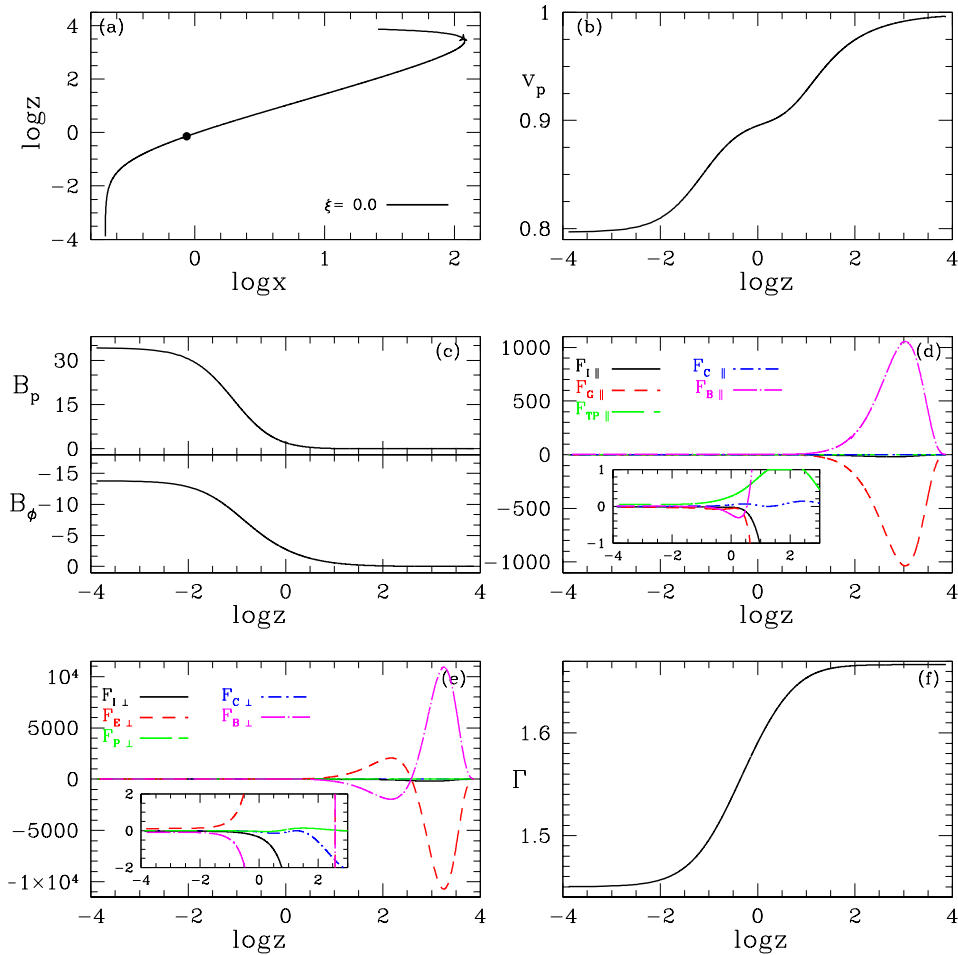 (a)
4
2
0
−2
−4
logz
ξ= 0.0
0
1
2
logx
(b)
1
0.9
0.8
v_p
−4
−2
0
2
4
logz
(c)
30
15
0
B_p
−15
−10
−5
0
B_ϕ
−4
−2
0
2
4
logz
(d)
1000
500
0
−500
−1000
F_I∥
F_G∥
F_TP∥
F_C∥
F_B∥
1
0
−1
−4
−2
0
2
−4
−2
0
2
4
logz
(e)
10⁴
5000
0
−5000
−1×10⁴
F_I⊥
F_E⊥
F_P⊥
F_C⊥
F_B⊥
2
0
−2
−4
−2
0
2
−4
−2
0
2
4
logz
(f)
1.6
1.5
Γ
−4
−2
0
2
4
logz